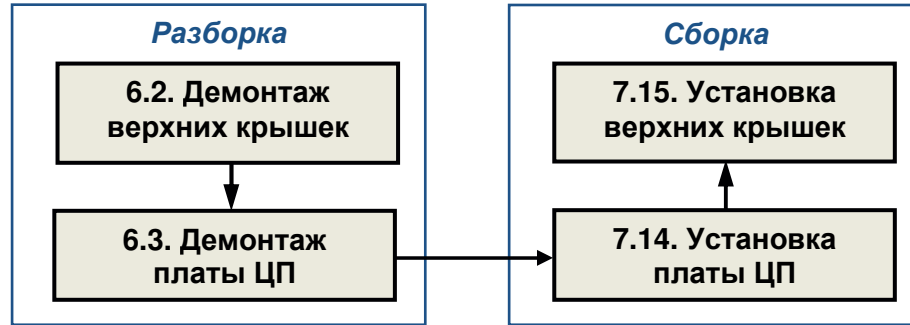 Разборка
6.2. Демонтаж
верхних крышек
6.3. Демонтаж
платы ЦП
Сборка
7.15. Установка
верхних крышек
7.14. Установка
платы ЦП